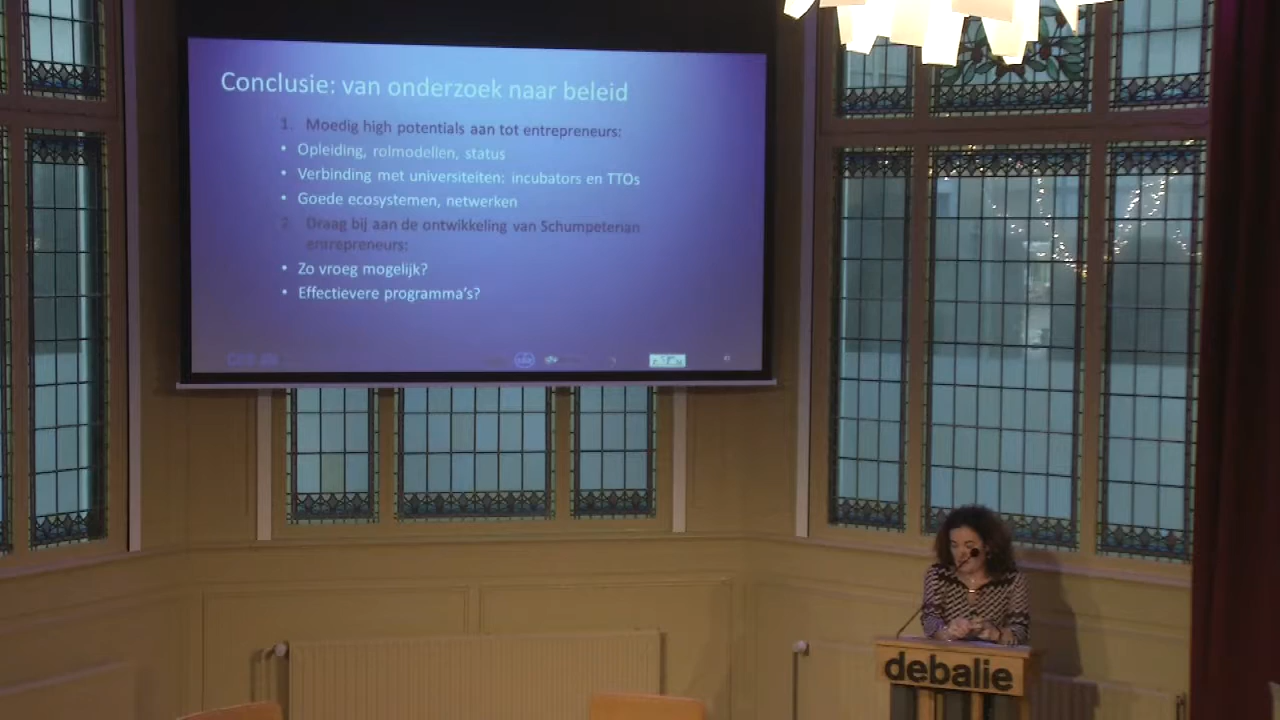 Conclusie: van onderzoek naar beleid
1. Moedig high potentials aan tot entrepreneurs:
• Opleiding, rolmodellen, status
• Verbinding met universiteiten: incubators en TTOs
• Goede ecosystemen, netwerken
2. Draag bij aan de ontwikkeling van Schumpeterian
entrepreneurs:
• Zo vroeg mogelijk?
• Effectievere programma's?
debalie